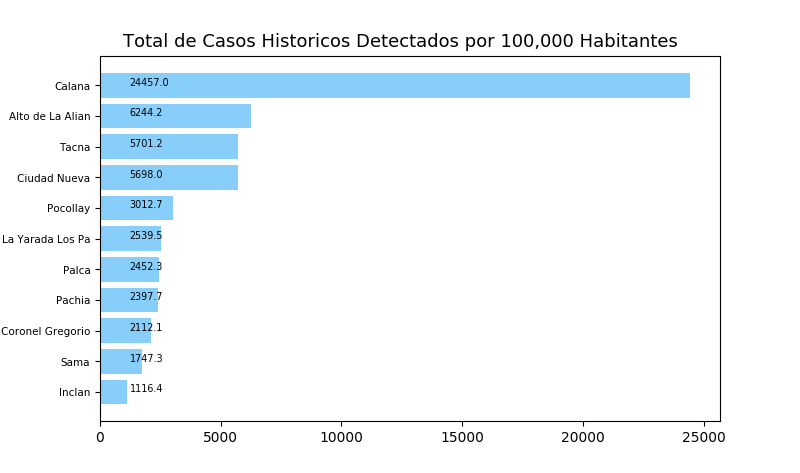 Total de Casos Historicos Detectados por 100,000 Habitantes
Calana 24457.0
Alto de La Alian 6244.2
Tacna 5701.2
Ciudad Nueva 5698.0
Pocollay 3012.7
La Yarada Los Pa 2539.5
Palca 2452.3
Pachia 2397.7
Coronel Gregorio 2112.1
Sama 1747.3
Inclan 1116.4
0 5000 10000 15000 20000 25000